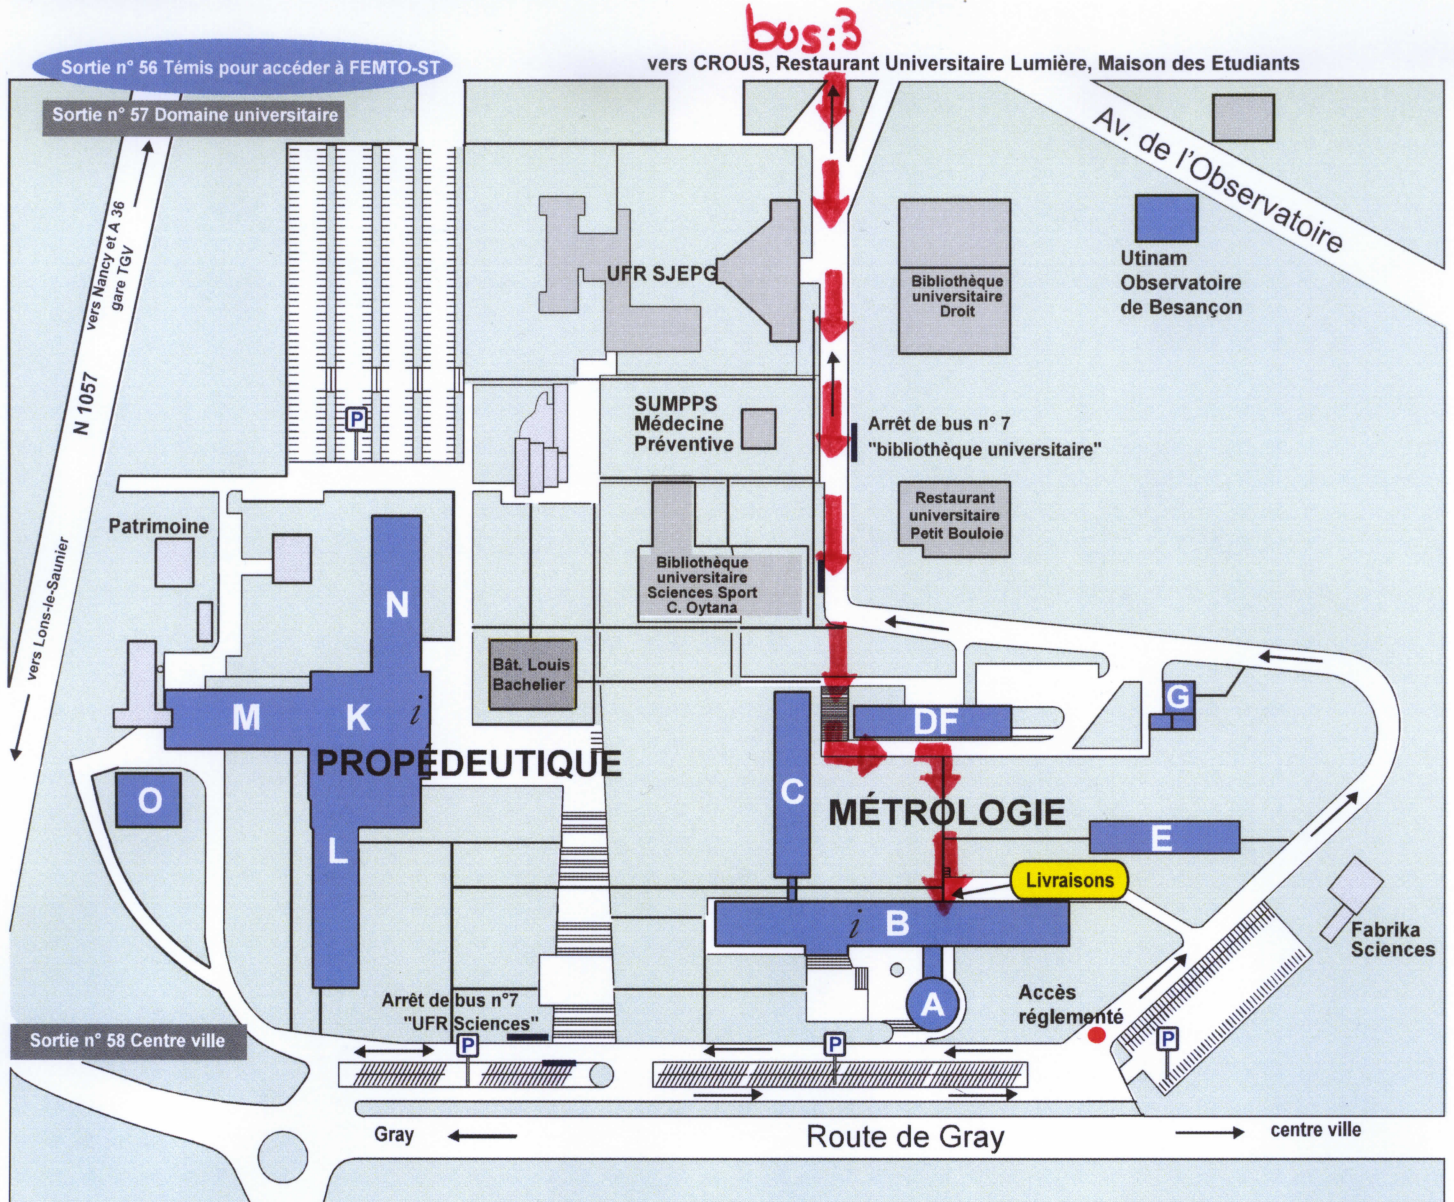 bus:3
vers CROUS, Restaurant Universitaire Lumière, Maison des Etudiants
Sortie n° 56 Témis pour accéder à FEMTO-ST
Sortie n° 57 Domaine universitaire
Av. de l'Observatoire
vers Nancy et A 36
gare TGV
N 1057
vers Lons-le-Saunier
UFR SJEPG
Bibliothèque
universitaire
Droit
Utinam
Observatoire
de Besançon
P
SUMPPS
Médecine
Préventive
Arrêt de bus n° 7
"bibliothèque universitaire"
Restaurant
universitaire
Petit Bouloie
Patrimoine
Bibliothèque
universitaire
Sciences Sport
C. Oytana
N
Bât. Louis
Bachelier
M
K
i
G
DF
PROPÉDEUTIQUE
O
C
MÉTROLOGIE
L
E
a
Livraisons
i
B
Fabrika
Sciences
A
Accès
réglementé
Arrêt de bus n°7
"UFR Sciences"
Sortie n° 58 Centre ville
P
P
P
Gray
Route de Gray
centre ville